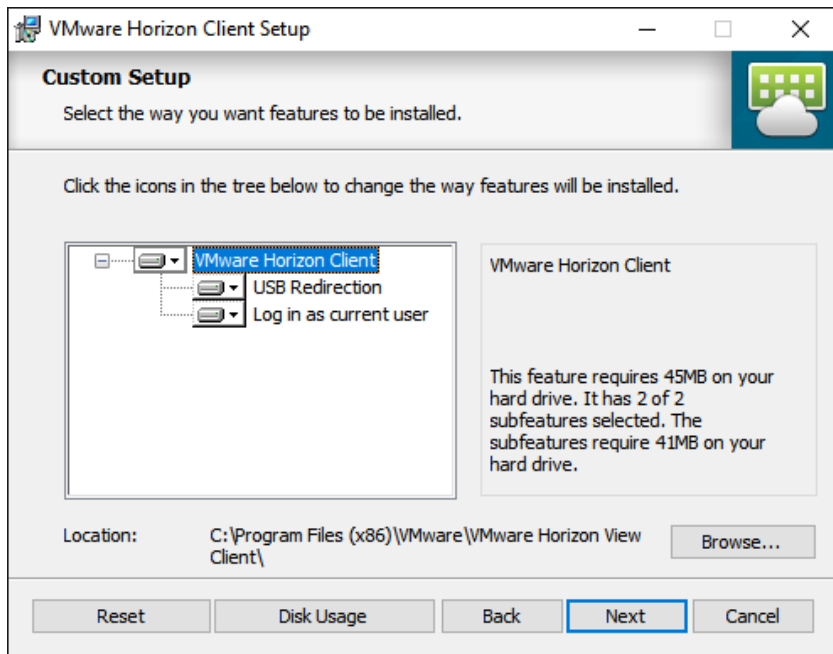 VMware Horizon Client Setup
Custom Setup
Select the way you want features to be installed.
Click the icons in the tree below to change the way features will be installed.
VMware Horizon Client
USB Redirection
Log in as current user
VMware Horizon Client
This feature requires 45MB on your
hard drive. It has 2 of 2
subfeatures selected. The
subfeatures require 41MB on your
hard drive.
Location:
C:\Program Files (x86)\VMware\VMware Horizon View
Client\
Browse...
Reset
Disk Usage
Back
Next
Cancel